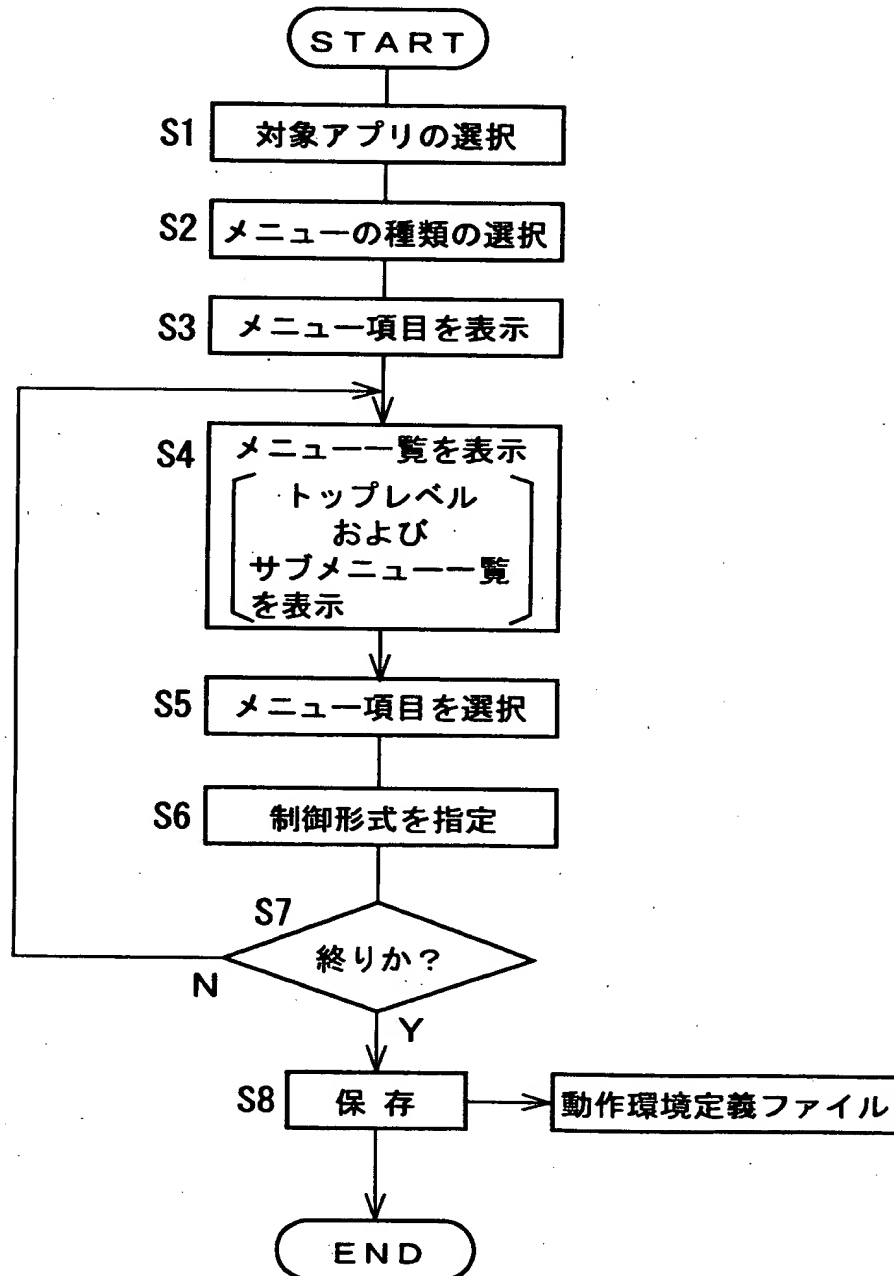 START
S1 対象アプリの選択
S2 メニューの種類の選択
S3 メニュー項目を表示
S4 メニュー一覧を表示
トップレベル
および
サブメニュー一覧
を表示
S5 メニュー項目を選択
S6 制御形式を指定
S7
終りか？
N
Y
S8 保存 動作環境定義ファイル
END